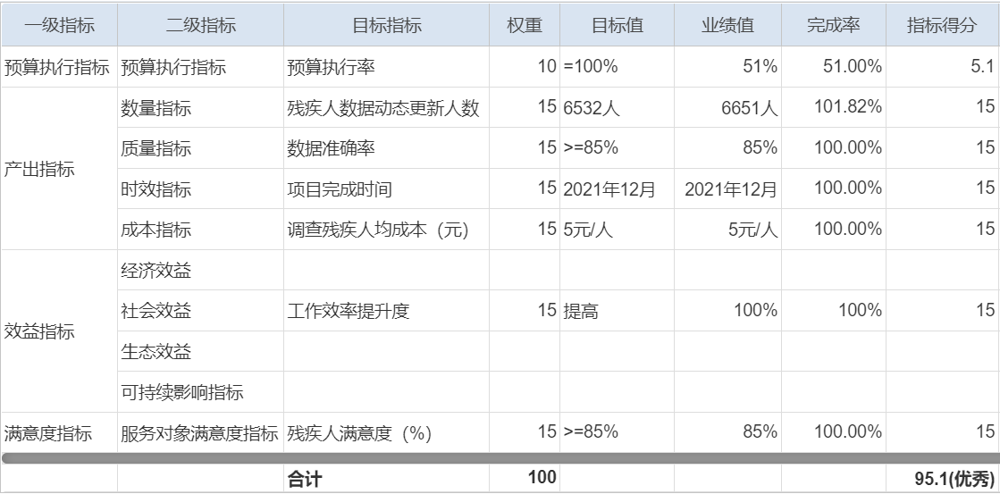 一级指标 二级指标 目标指标 权重 目标值 业绩值 完成率 指标得分
预算执行指标 预算执行指标 预算执行率 10 =100% 51% 51.00% 5.1
产出指标 数量指标 残疾人数据动态更新人数 15 6532人 6651人 101.82% 15
质量指标 数据准确率 15 >=85% 85% 100.00% 15
时效指标 项目完成时间 15 2021年12月 2021年12月 100.00% 15
成本指标 调查残疾人均成本（元） 15 5元/人 5元/人 100.00% 15
效益指标 经济效益
社会效益 工作效率提升度 15 提高 100% 100% 15
生态效益
可持续影响指标
满意度指标 服务对象满意度指标 残疾人满意度（%） 15 >=85% 85% 100.00% 15
合计 100 95.1(优秀)